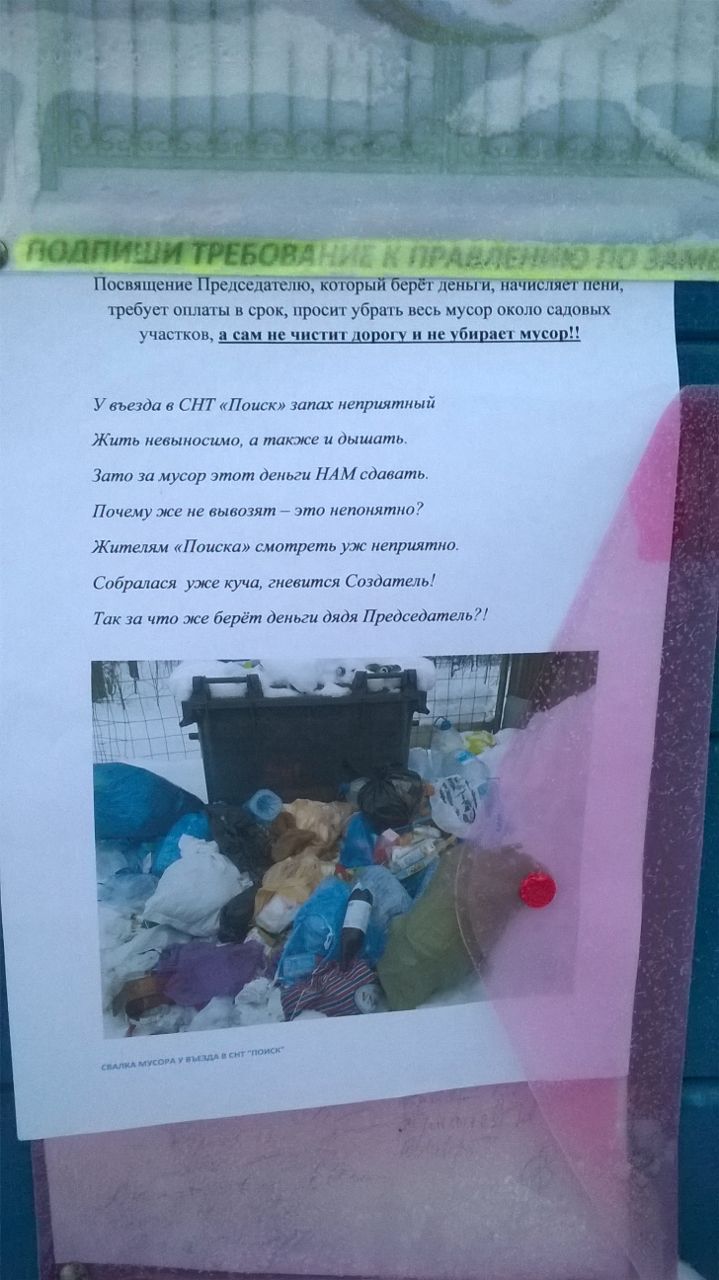 ПОДПИШИ ТРЕБОВАНИЕ К ПРАВЛЕНИЮ ПО
Посвящение Председателю, который берёт деньги, начисляет пени,
требует оплаты в срок, просит убрать весь мусор около садовых
участков, а сам не чистит дорогу и не убирает мусор!!
У въезда в СНТ «Поиск» запах неприятный
Жить невыносимо, а также и дышать.
Зато за мусор этот деньги НАМ сдавать.
Почему же не вывозят – это непонятно?
Жителям «Поиска» смотреть уж неприятно.
Собралася уже куча, гневится Создатель!
Так за что же берёт деньги дядя Председатель?!
СВАЛКА МУСОРА У ВЪЕЗДА В СНТ "ПОИСК"